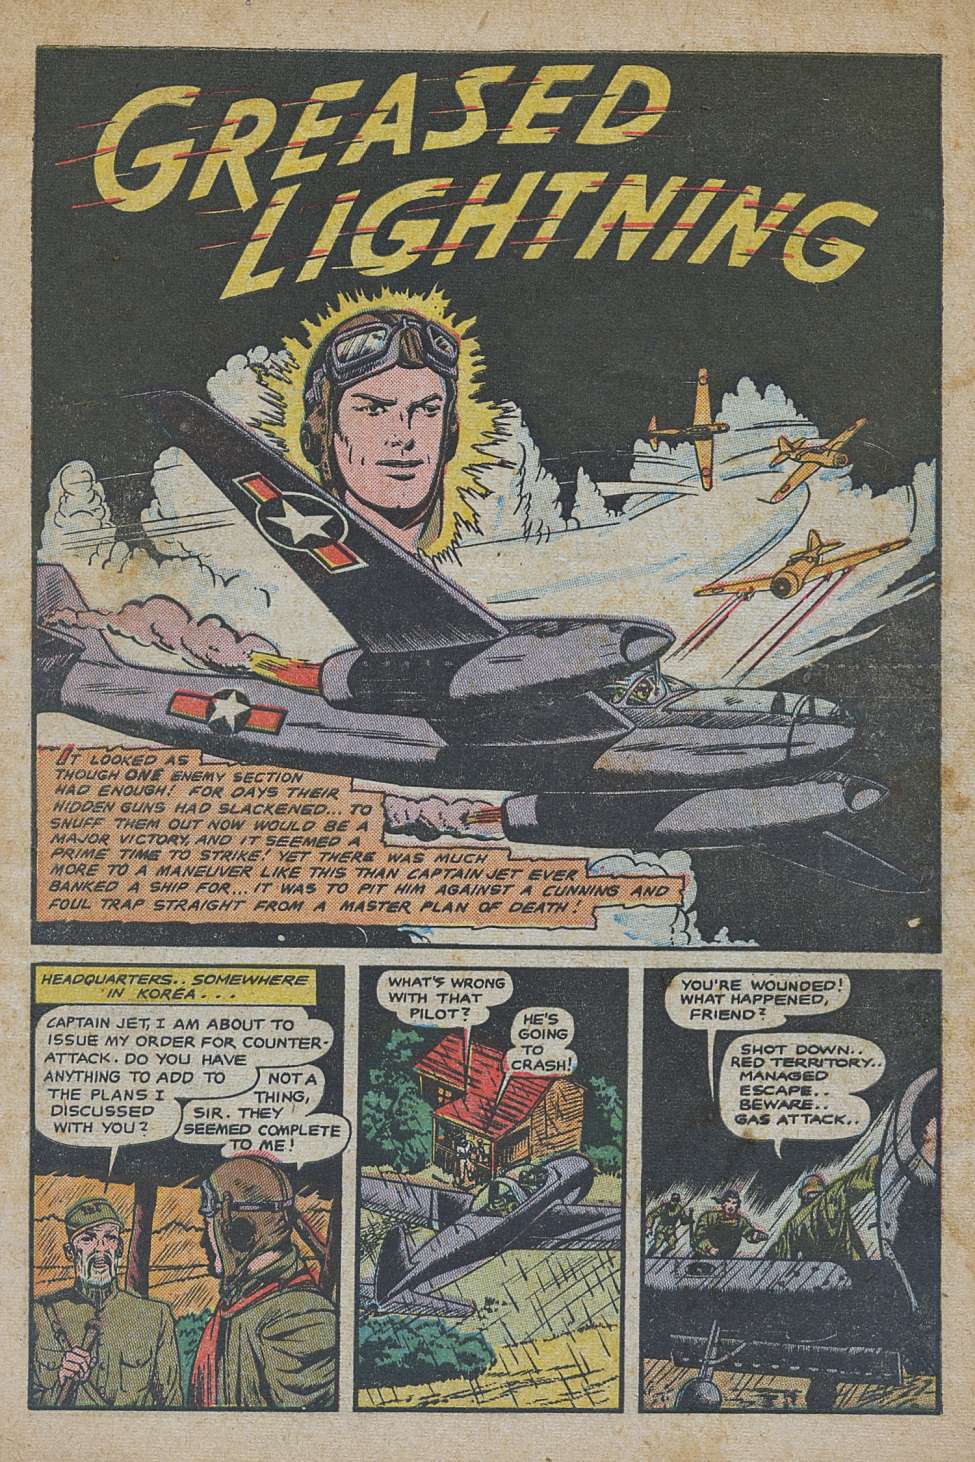 GREASED
LIGHTNING
IT LOOKED AS
THOUGH ONE ENEMY SECTION
HAD ENOUGH! FOR DAYS THEIR
HIDDEN GUNS HAD SLACKENED... TO
SNUFF THEM OUT NOW WOULD BE A
MAJOR VICTORY, AND IT SEEMED A
PRIME TIME TO STRIKE! YET THERE WAS MUCH
MORE TO A MANEUVER LIKE THIS THAN CAPTAIN JET EVER
BANKED A SHIP FOR... IT WAS TO PIT HIM AGAINST A CUNNING AND
FOUL TRAP STRAIGHT FROM A MASTER PLAN OF DEATH!
HEADQUARTERS.. SOMEWHERE
IN KOREA...
CAPTAIN JET, I AM ABOUT TO
ISSUE MY ORDER FOR COUNTER-
ATTACK. DO YOU HAVE
ANYTHING TO ADD TO
THE PLANS I
DISCUSSED
WITH YOU?
NOT A
THING,
SIR. THEY
SEEMED COMPLETE
TO ME!
WHAT'S WRONG
WITH THAT
PILOT?
HE'S
GOING
TO
CRASH!
YOU'RE WOUNDED!
WHAT HAPPENED,
FRIEND?
SHOT DOWN..
RED TERRITORY..
MANAGED
ESCAPE..
BEWARE..
GAS ATTACK..